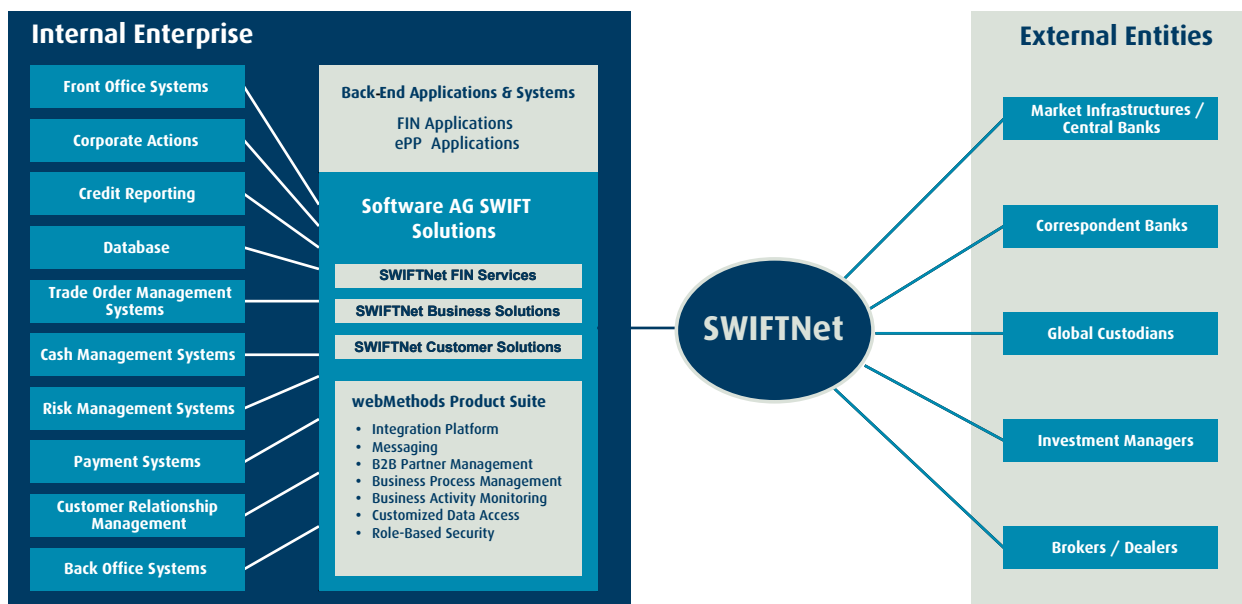 Internal Enterprise
Front Office Systems
Corporate Actions
Credit Reporting
Database
Trade Order Management
Systems
Cash Management Systems
Risk Management Systems
Payment Systems
Customer Relationship
Management
Back Office Systems
Back-End Applications & Systems
FIN Applications
ePP Applications
Software AG SWIFT
Solutions
SWIFTNet FIN Services
SWIFTNet Business Solutions
SWIFTNet Customer Solutions
webMethods Product Suite
• Integration Platform
• Messaging
• B2B Partner Management
• Business Process Management
• Business Activity Monitoring
• Customized Data Access
• Role-Based Security
SWIFTNet
External Entities
Market Infrastructures /
Central Banks
Correspondent Banks
Global Custodians
Investment Managers
Brokers / Dealers